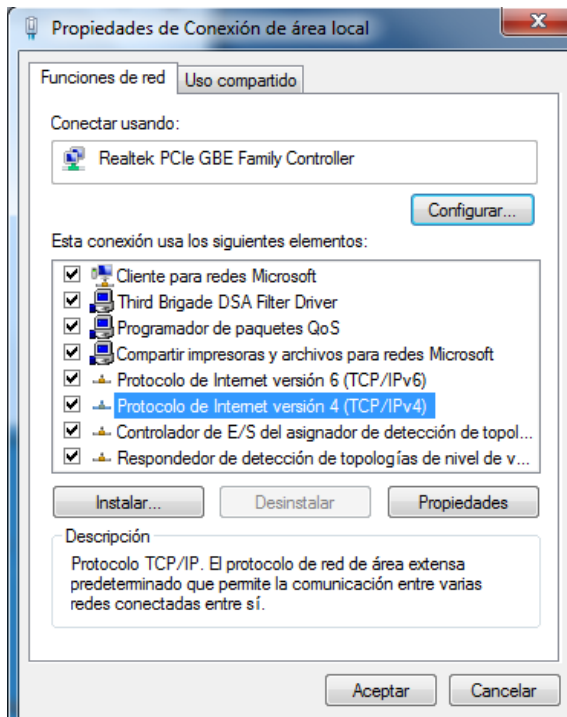 Propiedades de Conexión de área local
Funciones de red
Uso compartido
Conectar usando:
Realtek PCIe GBE Family Controller
Configurar...
Esta conexión usa los siguientes elementos:
Cliente para redes Microsoft
Third Brigade DSA Filter Driver
Programador de paquetes QoS
Compartir impresoras y archivos para redes Microsoft
Protocolo de Internet versión 6 (TCP/IPv6)
Protocolo de Internet versión 4 (TCP/IPv4)
Controlador de E/S del asignador de detección de topol...
Respondedor de detección de topologías de nivel de v...
Instalar...
Desinstalar
Propiedades
Descripción
Protocolo TCP/IP. El protocolo de red de área extensa
predeterminado que permite la comunicación entre varias
redes conectadas entre sí.
Aceptar
Cancelar